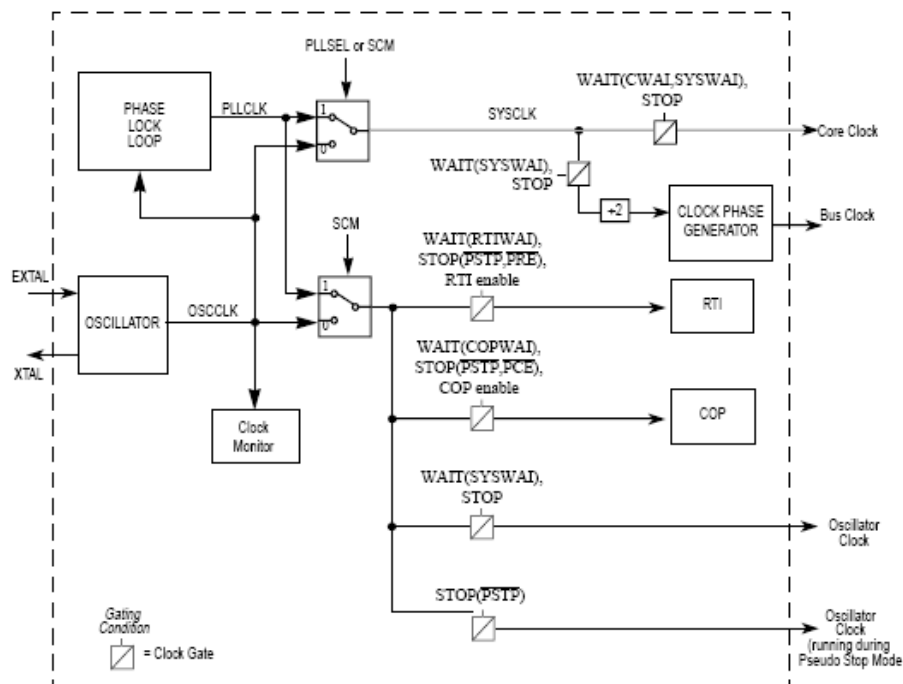 PLLSEL or SCM
PHASE
LOCK
LOOP
PLLCLK
1
0
SYSCLK
WAIT(CWAI,SYSWAI),
STOP
Core Clock
WAIT(SYSWAI),
STOP
÷2
CLOCK PHASE
GENERATOR
Bus Clock
SCM
1
0
EXTAL
OSCILLATOR
OSCCLK
XTAL
WAIT(RTIWAI),
STOP(PSTP,PRE),
RTI enable
RTI
WAIT(COPWAI),
STOP(PSTP,PCE),
COP enable
COP
Clock
Monitor
WAIT(SYSWAI),
STOP
Oscillator
Clock
STOP(PSTP)
Oscillator
Clock
(running during
Pseudo Stop Mode
Gating
Condition
= Clock Gate